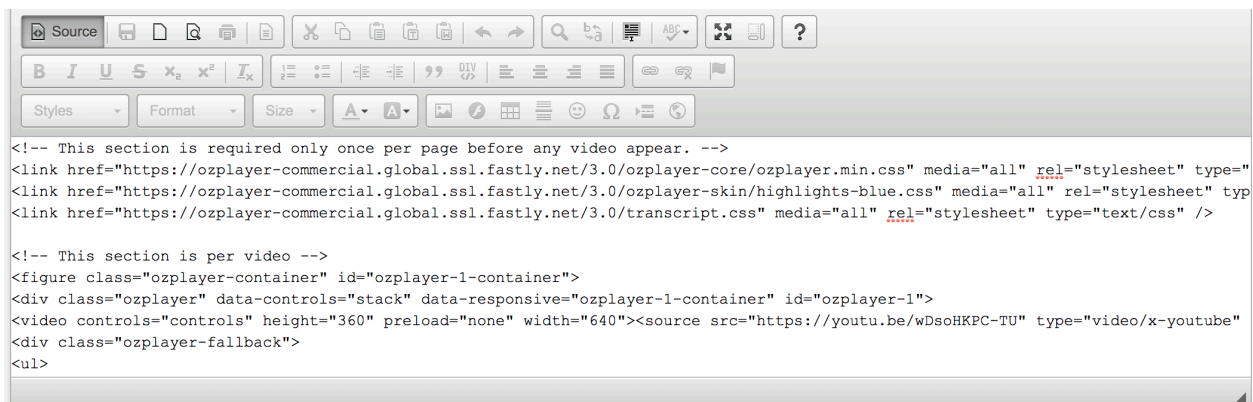 Source
ABC
B I U S x₂ x² Iₓ
DIV
Styles Format Size A A Ω
<!-- This section is required only once per page before any video appear. -->
<link href="https://ozplayer-commercial.global.ssl.fastly.net/3.0/ozplayer-core/ozplayer.min.css" media="all" rel="stylesheet" type="
<link href="https://ozplayer-commercial.global.ssl.fastly.net/3.0/ozplayer-skin/highlights-blue.css" media="all" rel="stylesheet" typ
<link href="https://ozplayer-commercial.global.ssl.fastly.net/3.0/transcript.css" media="all" rel="stylesheet" type="text/css" />
<!-- This section is per video -->
<figure class="ozplayer-container" id="ozplayer-1-container">
<div class="ozplayer" data-controls="stack" data-responsive="ozplayer-1-container" id="ozplayer-1">
<video controls="controls" height="360" preload="none" width="640"><source src="https://youtu.be/wDsoHKPC-TU" type="video/x-youtube"
<div class="ozplayer-fallback">
<ul>